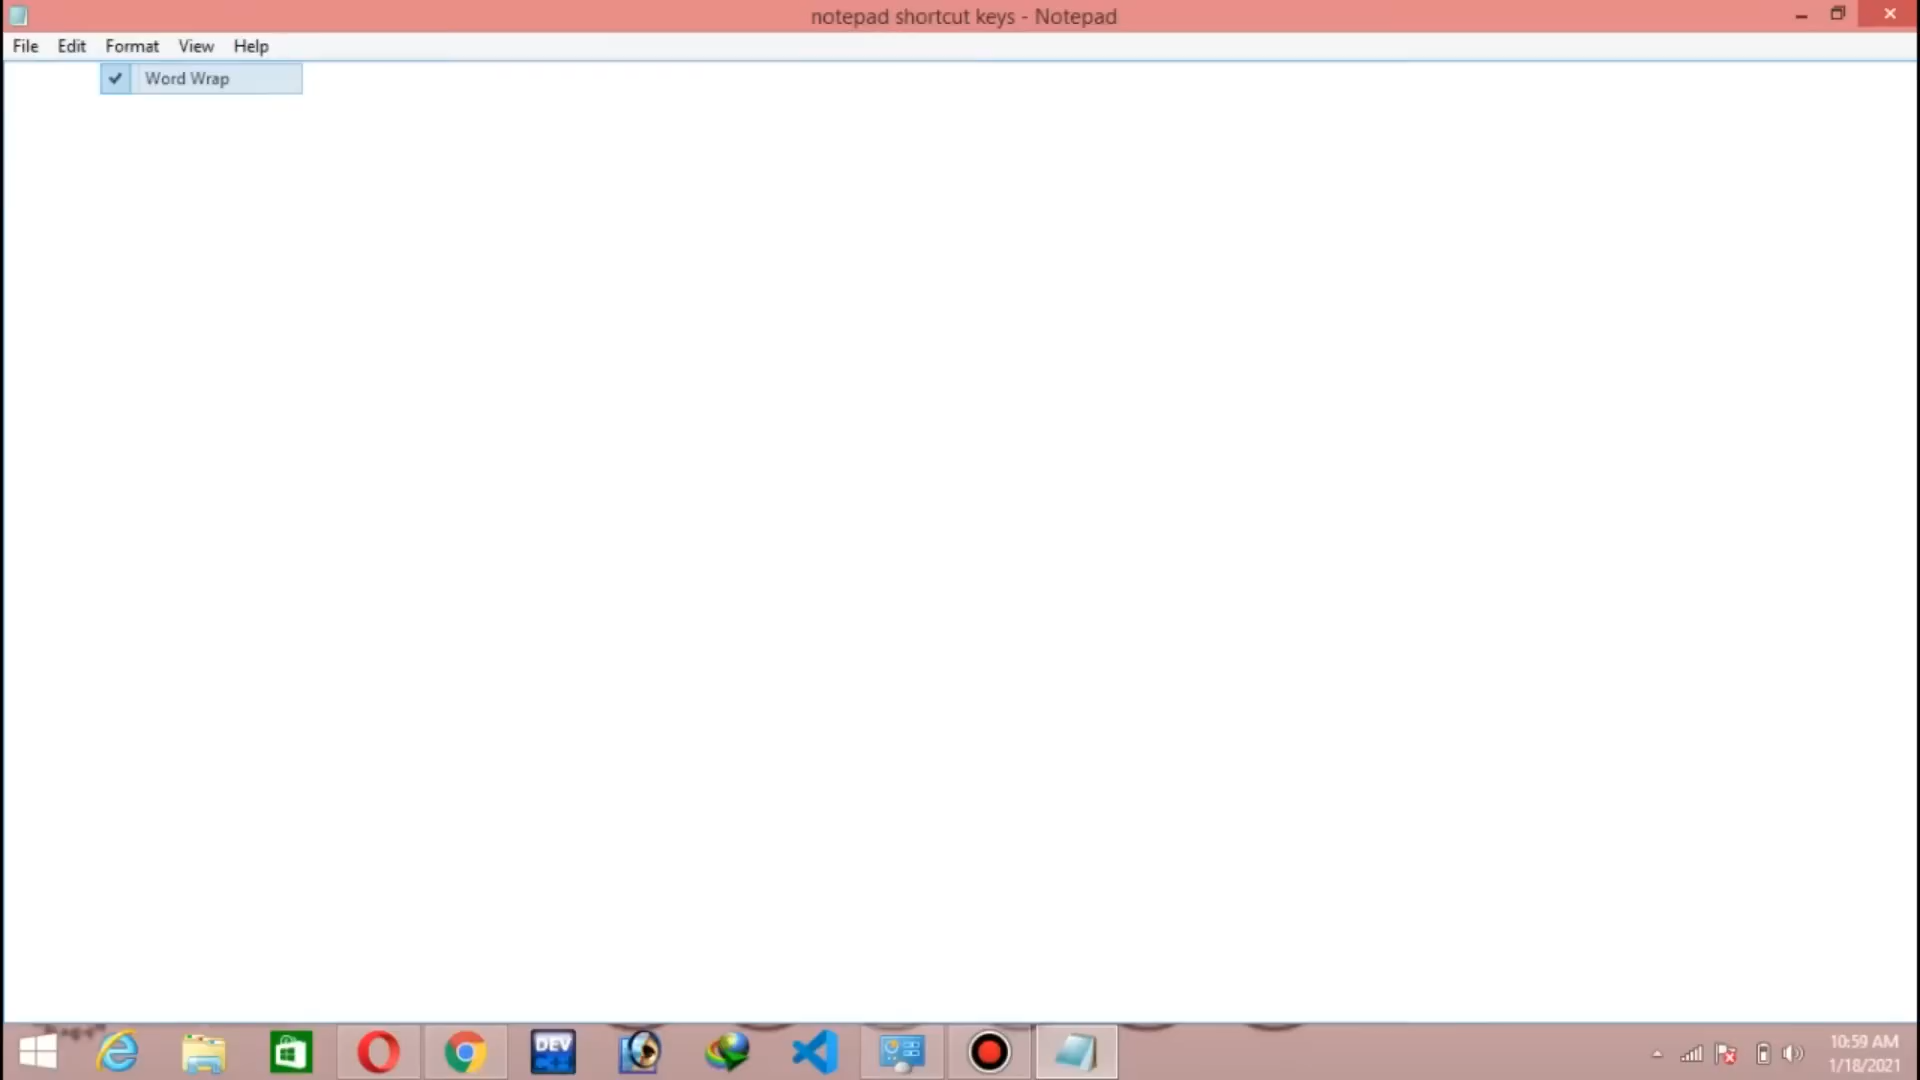 notepad shortcut keys - Notepad
File Edit Format View Help
Word Wrap
DEV
C++
10:59 AM
1/18/2021